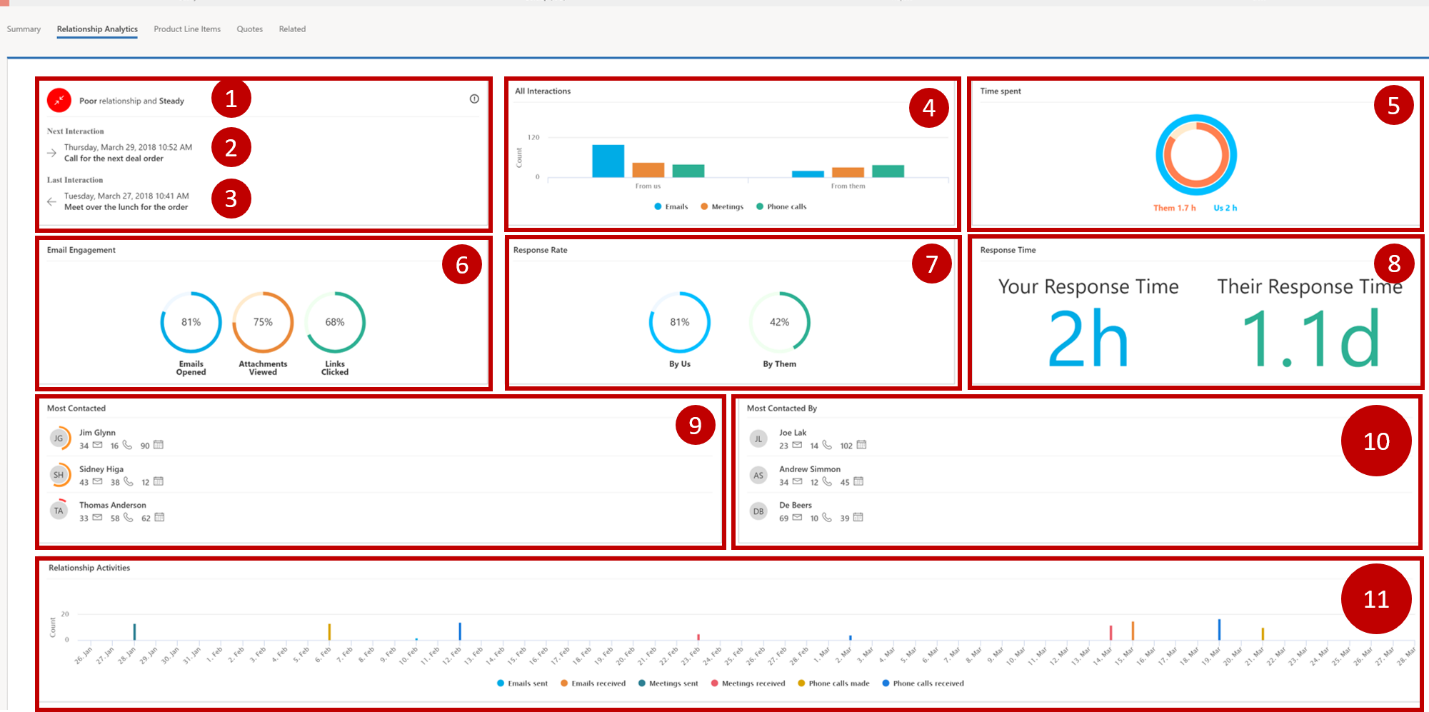 Summary Relationship Analytics Product Line Items Quotes Related
Poor relationship and Steady
1
Next Interaction
Thursday, March 29, 2018 10:52 AM
Call for the next deal order
2
Last Interaction
Tuesday, March 27, 2018 10:41 AM
Meet over the lunch for the order
3
All Interactions
4
120
Count
0
From us From them
Emails Meetings Phone calls
Time spent
5
Them 1.7 h Us 2 h
Email Engagement
6
81% 75% 68%
Emails Opened
Attachments Viewed
Links Clicked
Response Rate
7
81% 42%
By Us By Them
Response Time
8
Your Response Time Their Response Time
2h 1.1d
Most Contacted
9
JG Jim Glynn
34 16 90
SH Sidney Higa
43 38 12
TA Thomas Anderson
33 58 62
Most Contacted By
10
JL Joe Lak
23 14 102
AS Andrew Simmon
34 12 45
DB De Beers
69 10 39
Relationship Activities
11
20
Count
0
26. Jan 27. Jan 28. Jan 29. Jan 30. Jan 31. Jan 1. Feb 2. Feb 3. Feb 4. Feb 5. Feb 6. Feb 7. Feb 8. Feb 9. Feb 10. Feb 11. Feb 12. Feb 13. Feb 14. Feb 15. Feb 16. Feb 17. Feb 18. Feb 19. Feb 20. Feb 21. Feb 22. Feb 23. Feb 24. Feb 25. Feb 26. Feb 27. Feb 28. Feb 1. Mar 2. Mar 3. Mar 4. Mar 5. Mar 6. Mar 7. Mar 8. Mar 9. Mar 10. Mar 11. Mar 12. Mar 13. Mar 14. Mar 15. Mar 16. Mar 17. Mar 18. Mar 19. Mar 20. Mar 21. Mar 22. Mar 23. Mar 24. Mar 25. Mar 26. Mar 27. Mar 28. Mar
Emails sent Emails received Meetings sent Meetings received Phone calls made Phone calls received